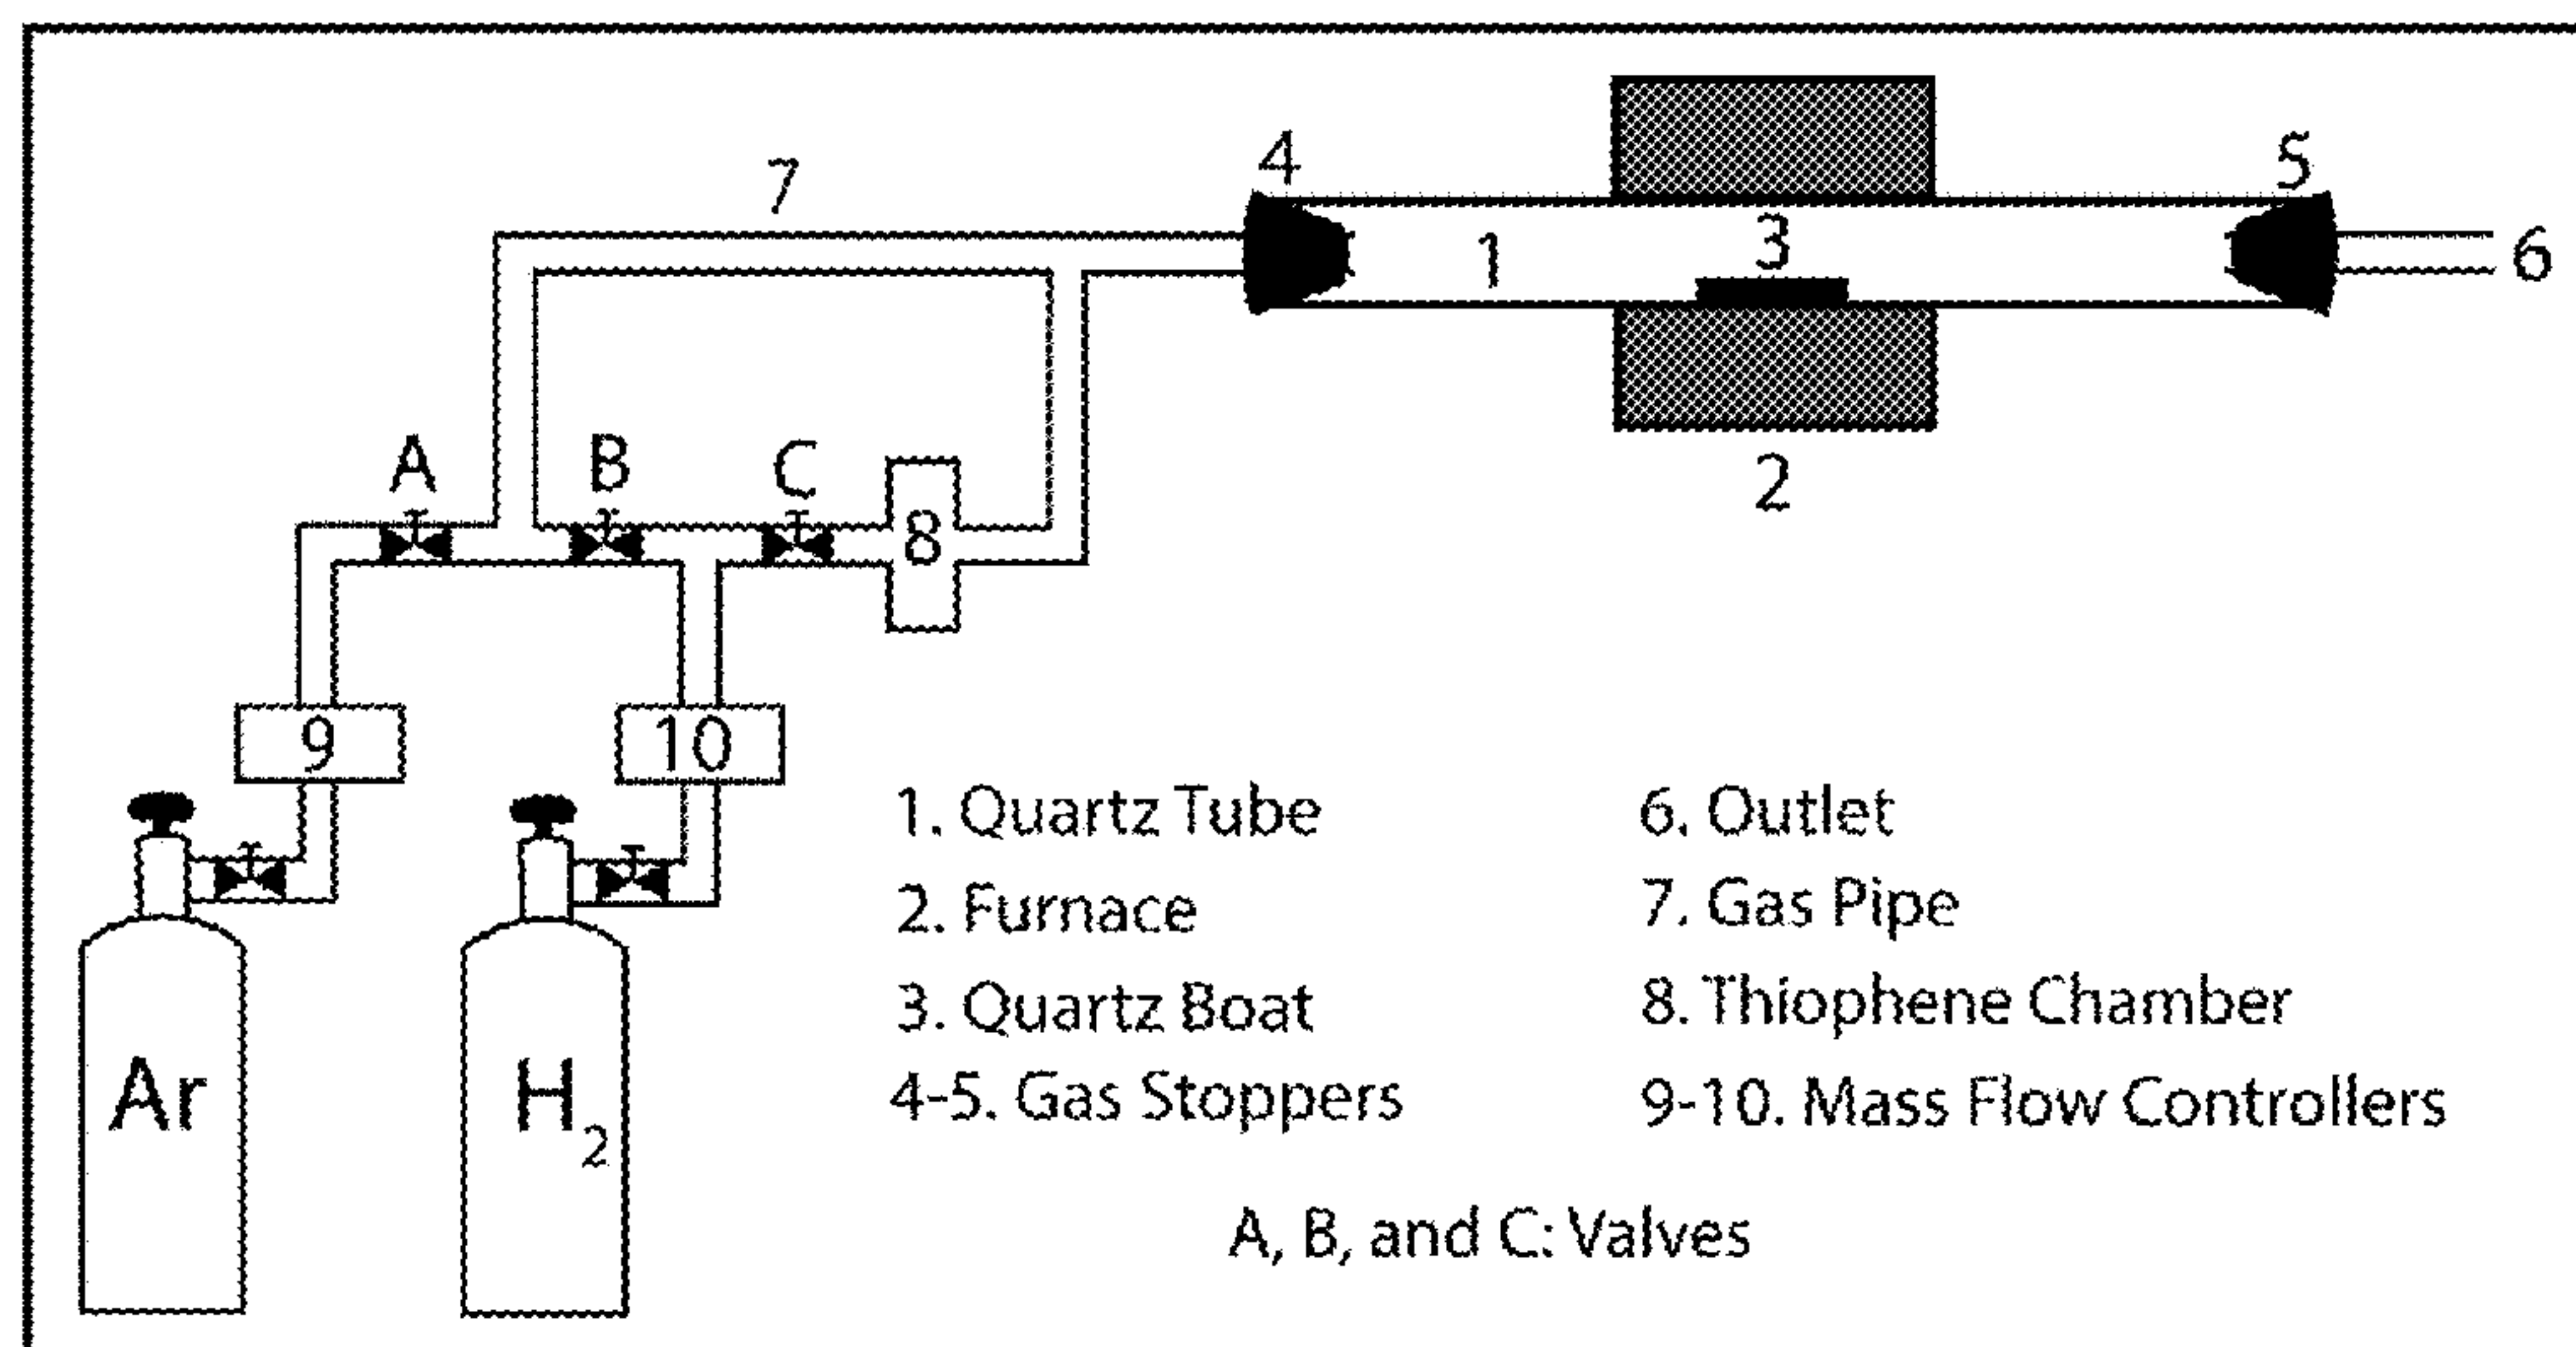 4
5
7
3
1
6
A
B
C
8
2
9
10
1. Quartz Tube
6. Outlet
2. Furnace
7. Gas Pipe
3. Quartz Boat
8. Thiophene Chamber
4-5. Gas Stoppers
9-10. Mass Flow Controllers
Ar
H₂
A, B, and C: Valves